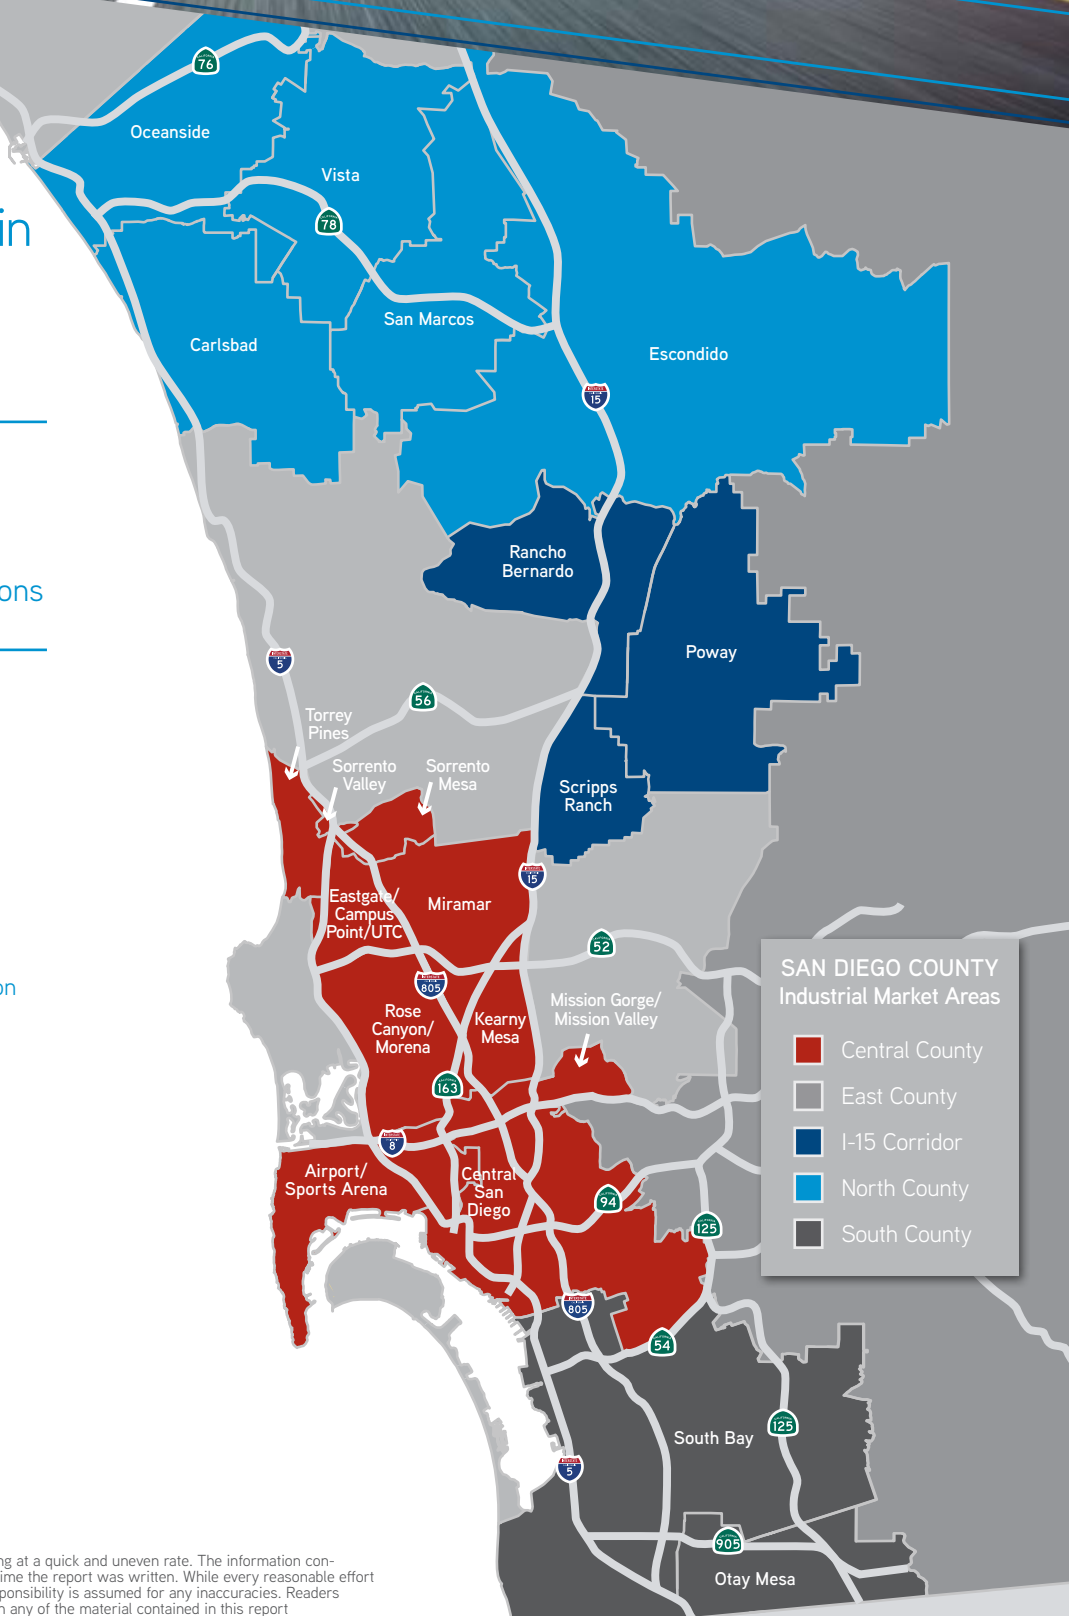 76
Oceanside
Vista
in
78
San Marcos
Carlsbad
Escondido
15
Rancho
Bernardo
ons
Poway
5
56
Torrey
Pines
Sorrento
Valley
Sorrento
Mesa
Scripps
Ranch
15
Eastgate/
Campus
Point/UTC
Miramar
52
SAN DIEGO COUNTY
Industrial Market Areas
Central County
East County
I-15 Corridor
North County
South County
on
805
Mission Gorge/
Mission Valley
Rose
Canyon/
Morena
Kearny
Mesa
163
8
Airport/
Sports Arena
Central
San
Diego
94
125
805
54
South Bay
125
5
905
Otay Mesa
ng at a quick and uneven rate. The information con-
ime the report was written. While every reasonable effort
ponsibility is assumed for any inaccuracies. Readers
n any of the material contained in this report